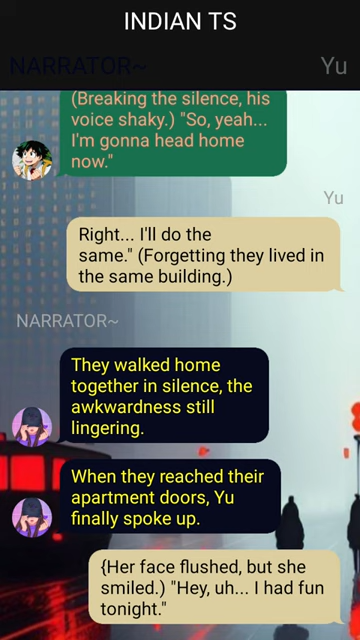 INDIAN TS
NARRATOR~
Yu
(Breaking the silence, his
voice shaky.) "So, yeah...
I'm gonna head home
now."
Yu
Right... I'll do the
same." (Forgetting they lived in
the same building.)
NARRATOR~
They walked home
together in silence, the
awkwardness still
lingering.
When they reached their
apartment doors, Yu
finally spoke up.
{Her face flushed, but she
smiled.) "Hey, uh... I had fun
tonight."